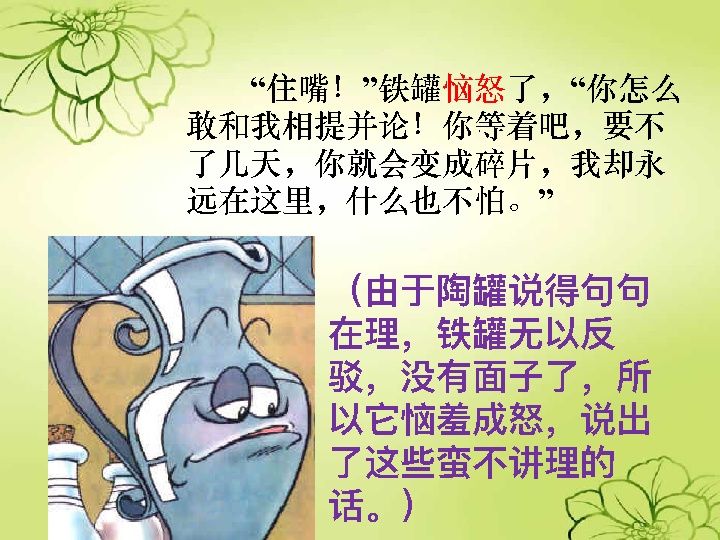 “住嘴！”铁罐恼怒了，“你怎么
敢和我相提并论！你等着吧，要不
了几天，你就会变成碎片，我却永
远在这里，什么也不怕。”
（由于陶罐说得句句
在理，铁罐无以反
驳，没有面子了，所
以它恼羞成怒，说出
了这些蛮不讲理的
话。）